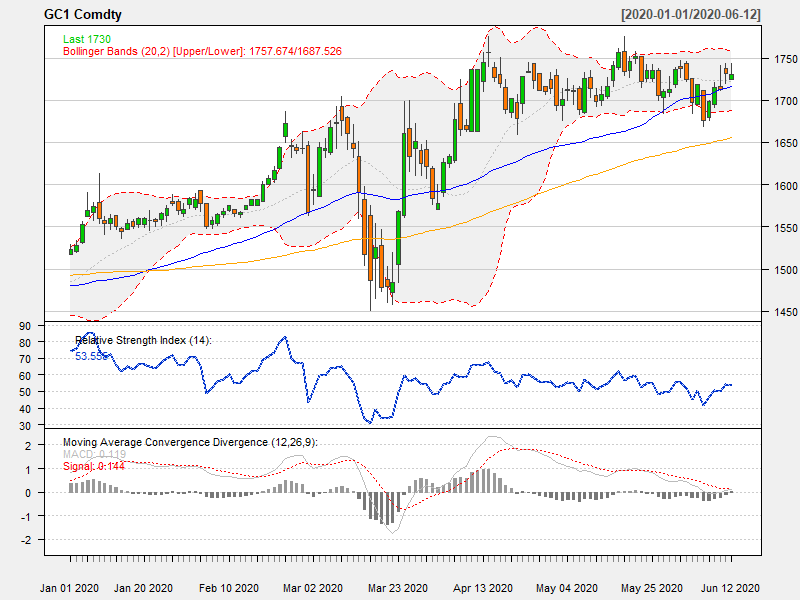 GC1 Comdty [2020-01-01/2020-06-12]
Last 1730
Bollinger Bands (20,2) [Upper/Lower]: 1757.674/1687.526
1750
1700
1650
1600
1550
1500
1450
90
80
70
60
50
40
30
Relative Strength Index (14):
53.558
2
1
0
-1
-2
Moving Average Convergence Divergence (12,26,9):
MACD: 0.119
Signal: 0.144
Jan 01 2020 Jan 20 2020 Feb 10 2020 Mar 02 2020 Mar 23 2020 Apr 13 2020 May 04 2020 May 25 2020 Jun 12 2020